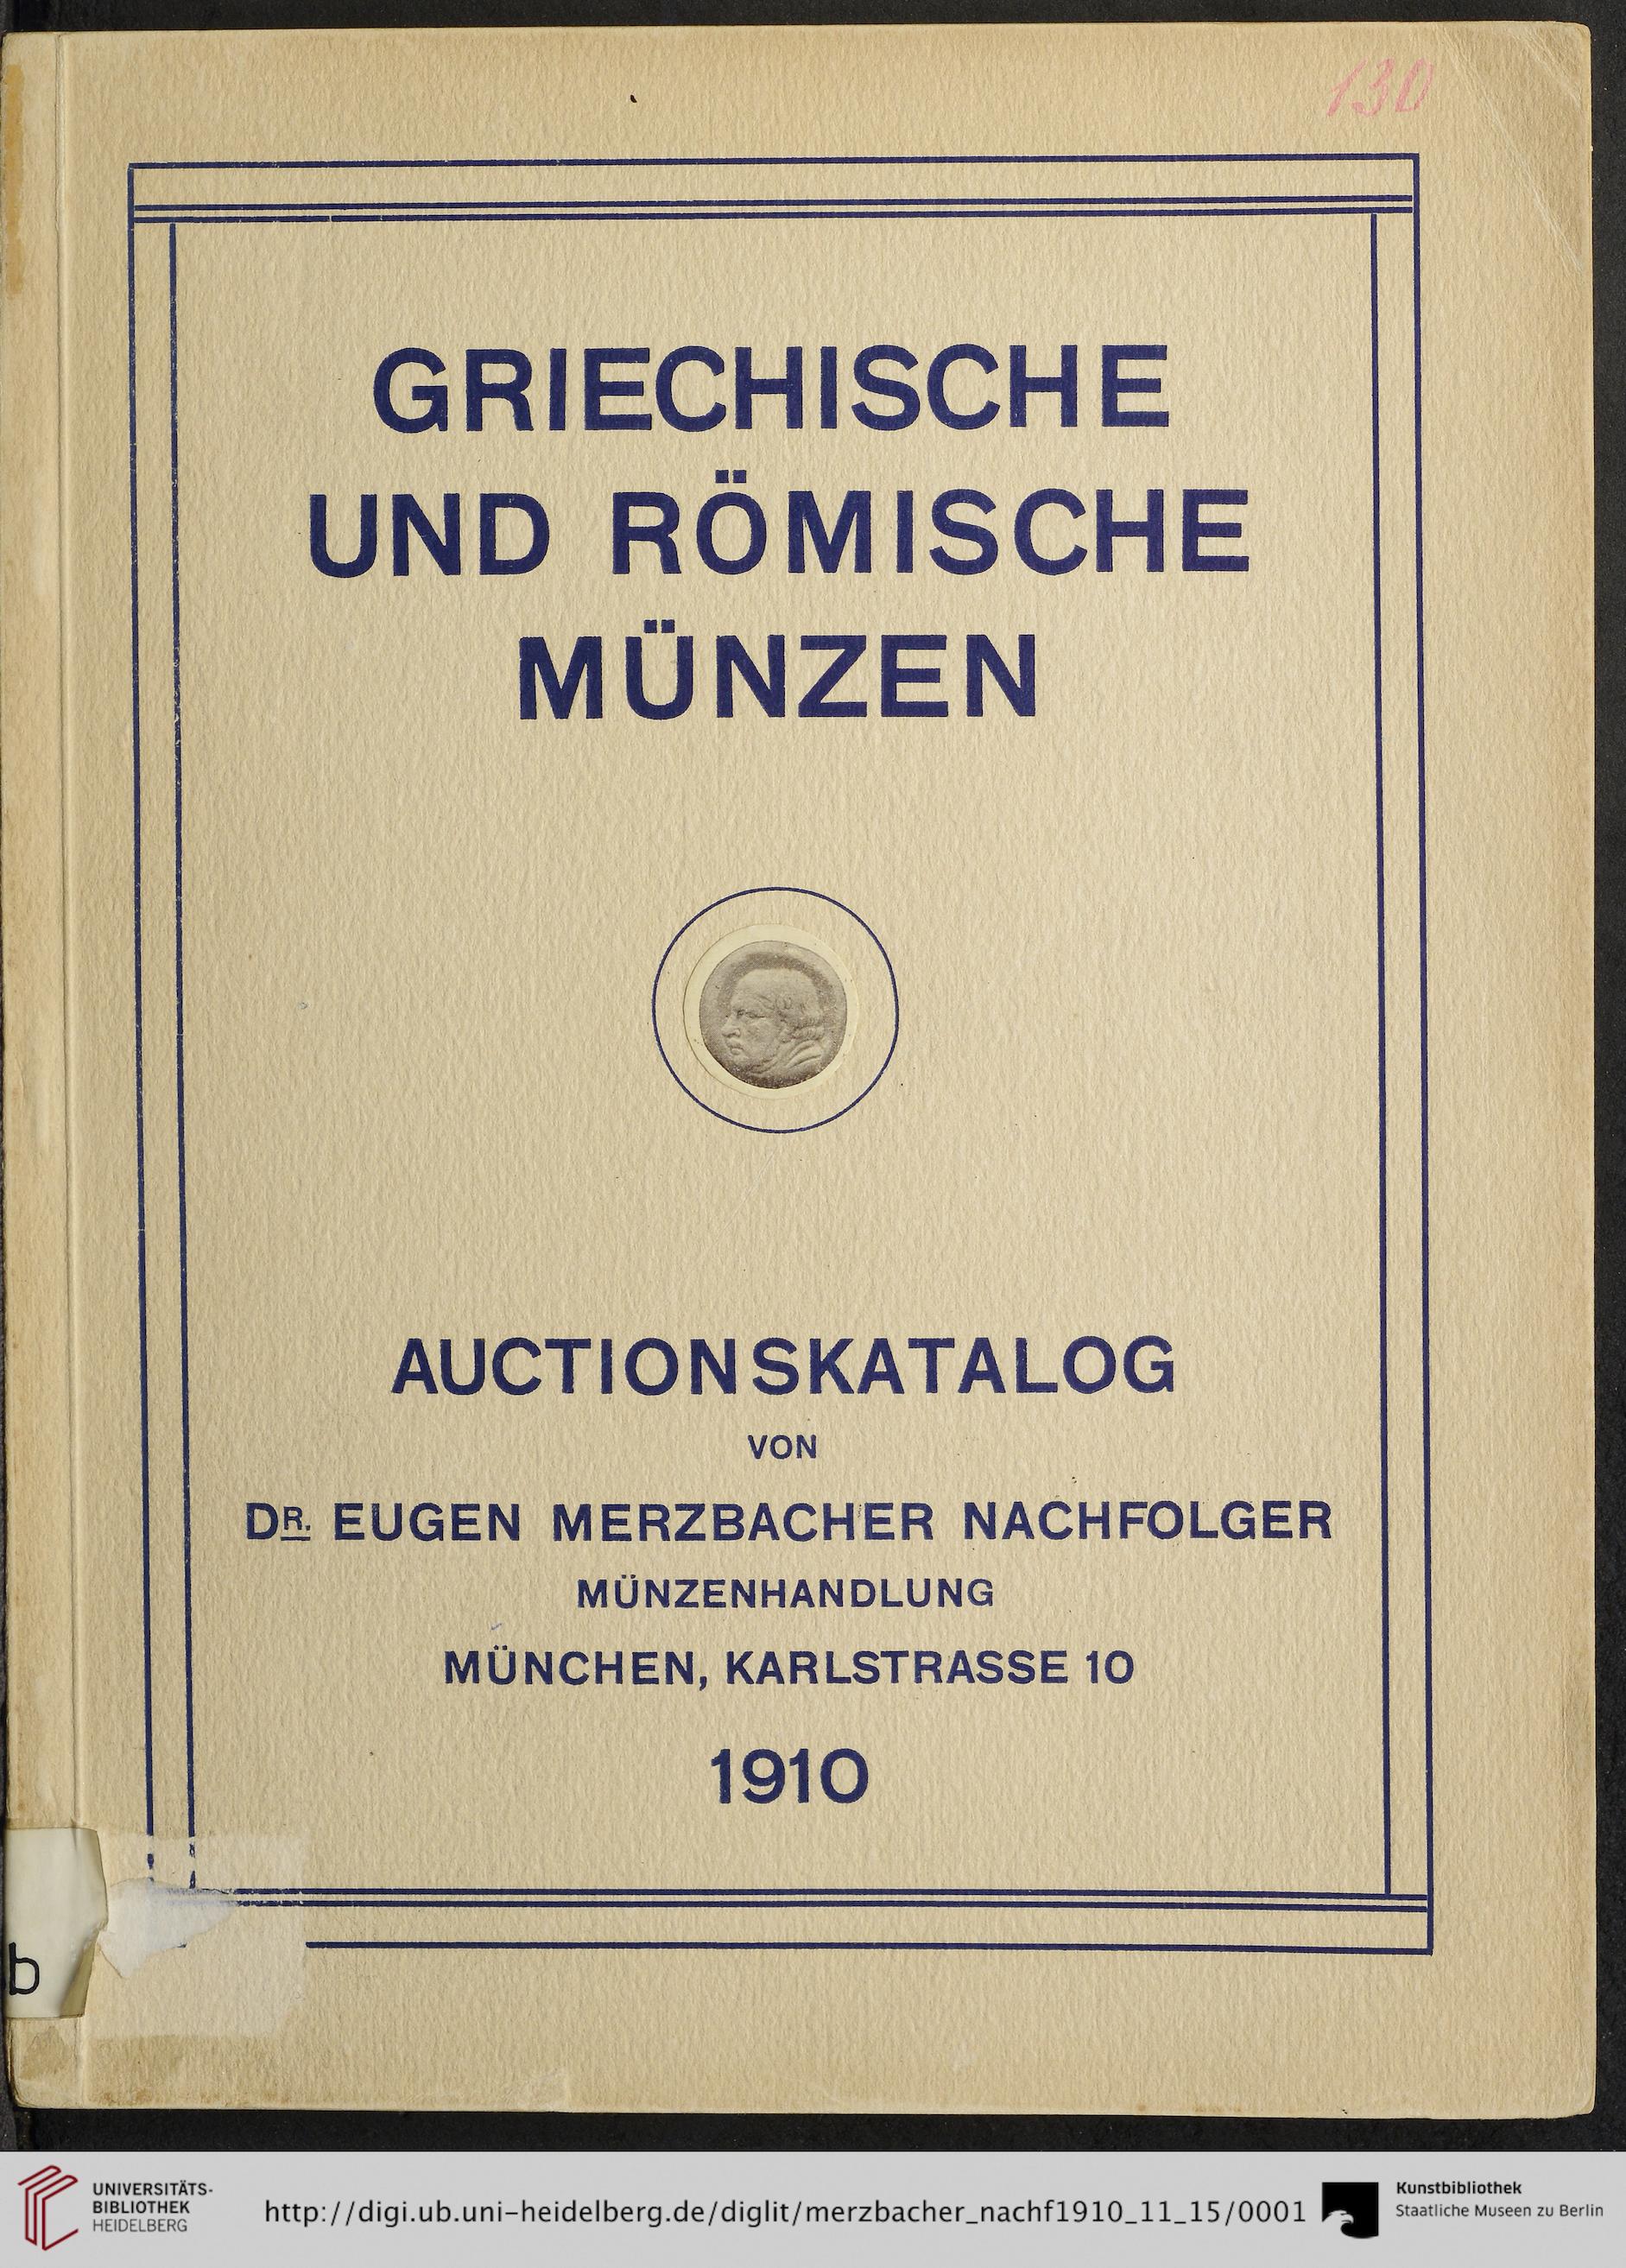 130
GRIECHISCHE
UND RÖMISCHE
MÜNZEN
AUCTIONSKATALOG
VON
DR. EUGEN MERZBACHER NACHFOLGER
MÜNZENHANDLUNG
MÜNCHEN, KARLSTRASSE 10
1910
b
UNIVERSITÄTS-
BIBLIOTHEK
HEIDELBERG
http://digi.ub.uni-heidelberg.de/diglit/merzbacher_nachf1910_11_15/0001
Kunstbibliothek
Staatliche Museen zu Berlin